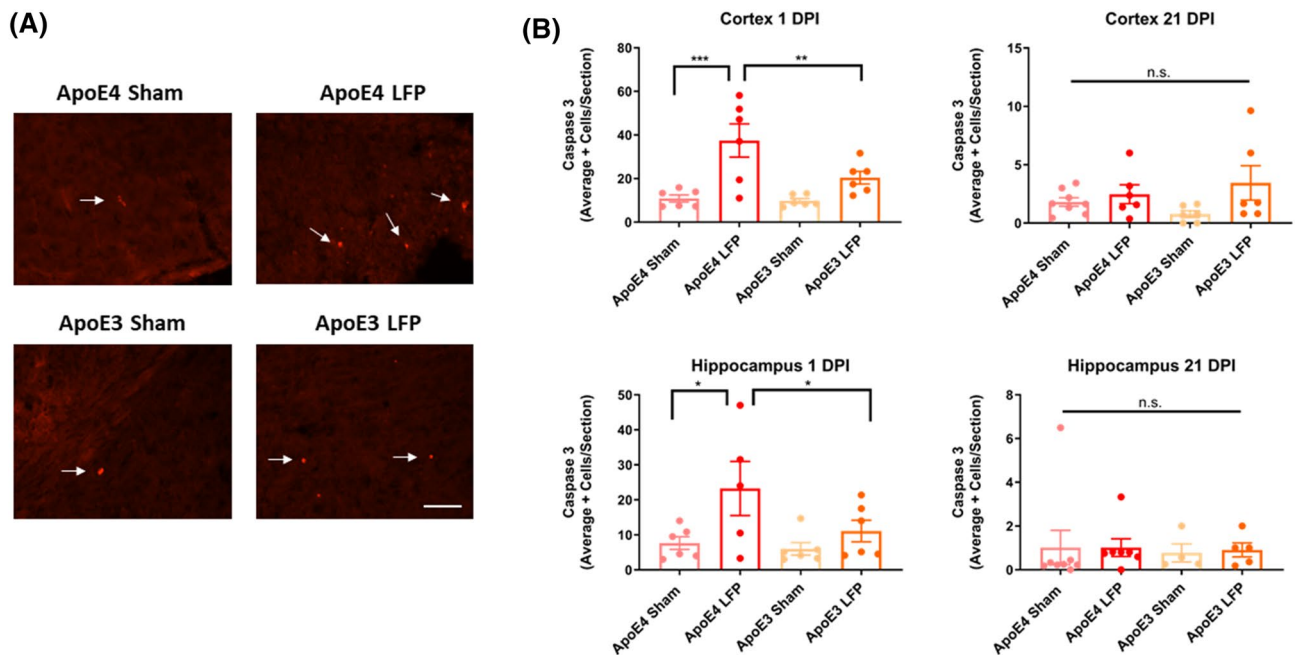 (A)
ApoE4 Sham
ApoE4 LFP
ApoE3 Sham
ApoE3 LFP
(B)
Cortex 1 DPI
Caspase 3
(Average + Cells/Section)
80
60
40
20
0
***
**
ApoE4 Sham
ApoE4 LFP
ApoE3 Sham
ApoE3 LFP
Cortex 21 DPI
Caspase 3
(Average + Cells/Section)
15
10
5
0
n.s.
ApoE4 Sham
ApoE4 LFP
ApoE3 Sham
ApoE3 LFP
Hippocampus 1 DPI
Caspase 3
(Average + Cells/Section)
50
40
30
20
10
0
*
*
ApoE4 Sham
ApoE4 LFP
ApoE3 Sham
ApoE3 LFP
Hippocampus 21 DPI
Caspase 3
(Average + Cells/Section)
8
6
4
2
0
n.s.
ApoE4 Sham
ApoE4 LFP
ApoE3 Sham
ApoE3 LFP